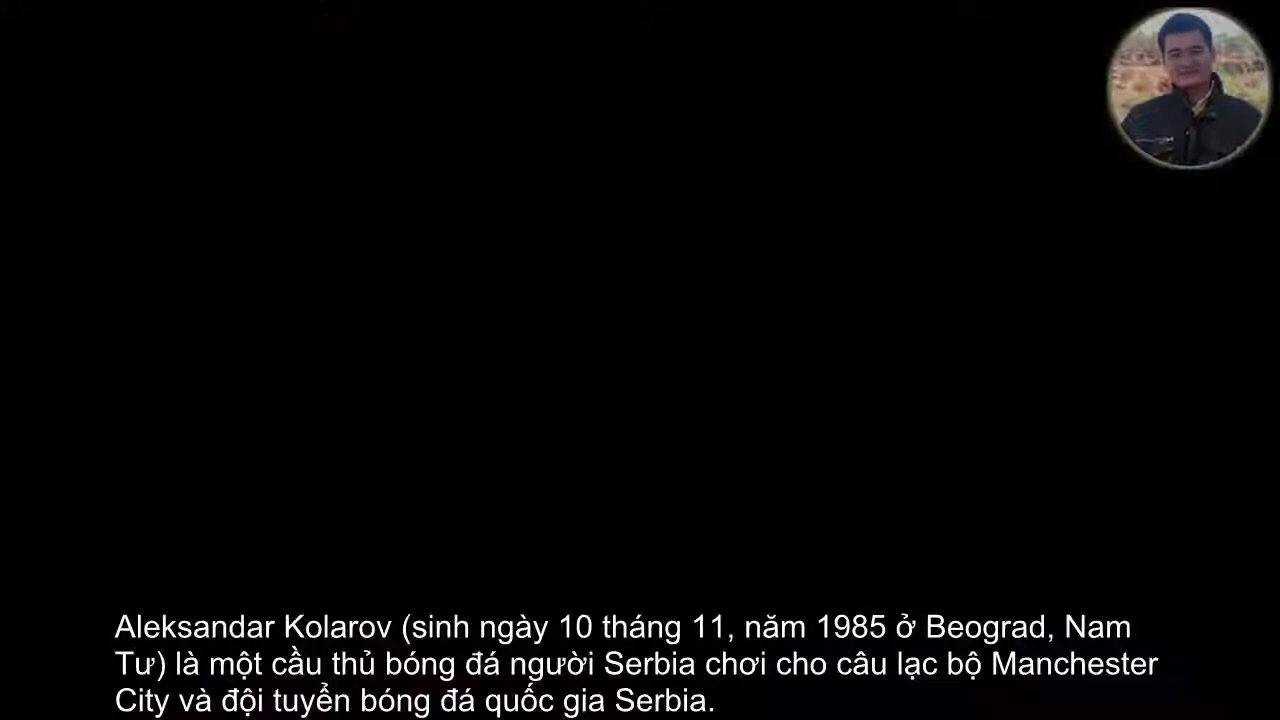 Aleksandar Kolarov (sinh ngày 10 tháng 11, năm 1985 ở Beograd, Nam
Tư) là một cầu thủ bóng đá người Serbia chơi cho câu lạc bộ Manchester
City và đội tuyển bóng đá quốc gia Serbia.